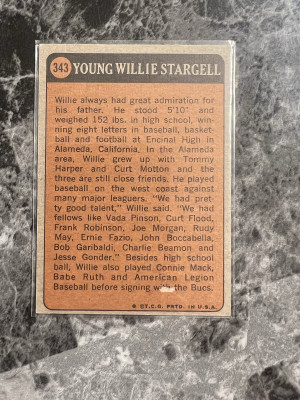 343 YOUNG WILLIE STARGELL
Willie always had great admiration for
his father. He stood 5'10" and
weighed 152 lbs. in high school, win-
ning eight letters in baseball, basket-
ball and football at Encinal High in
Alameda, California. In the Alameda
area, Willie grew up with Tommy
Harper and Curt Motton and the
three are still close friends. He played
baseball on the west coast against
many major leaguers. "We had pret-
ty good talent," Willie said. "We had
fellows like Vada Pinson, Curt Flood,
Frank Robinson, Joe Morgan, Rudy
May, Ernie Fazio, John Boccabella,
Bob Garibaldi, Charlie Beamon and
Jesse Gonder." Besides high school
ball, Willie also played Connie Mack,
Babe Ruth and American Legion
Baseball before signing with the Bucs.
© T.C.G. PRTD. IN U.S.A.